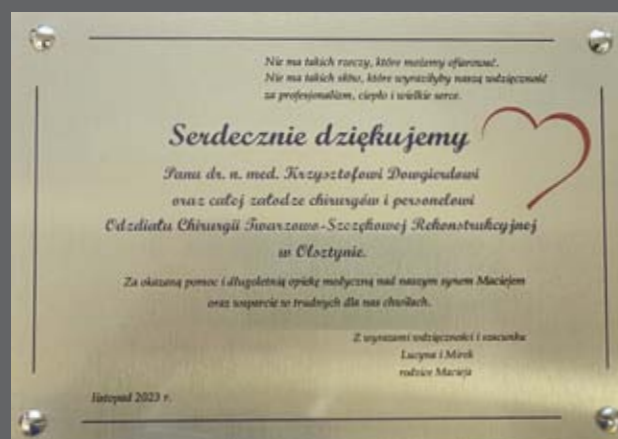 Nie ma takich rzeczy, które możemy ofiarować.
Nie ma takich słów, które wyraziłyby naszą wdzięczność
za profesjonalizm, ciepło i wielkie serce.
Serdecznie dziękujemy
Panu dr. n. med. Krzysztofowi Dowgierdowi
oraz całej załodze chirurgów i personelowi
Oddziału Chirurgii Twarzowo-Szczękowej Rekonstrukcyjnej
w Olsztynie.
Za okazaną pomoc i długoletnią opiekę medyczną nad naszym synem Maciejem
oraz wsparcie w trudnych dla nas chwilach.
Z wyrazami wdzięczności i szacunku
Lucyna i Mirek
rodzice Macieja
listopad 2023 r.